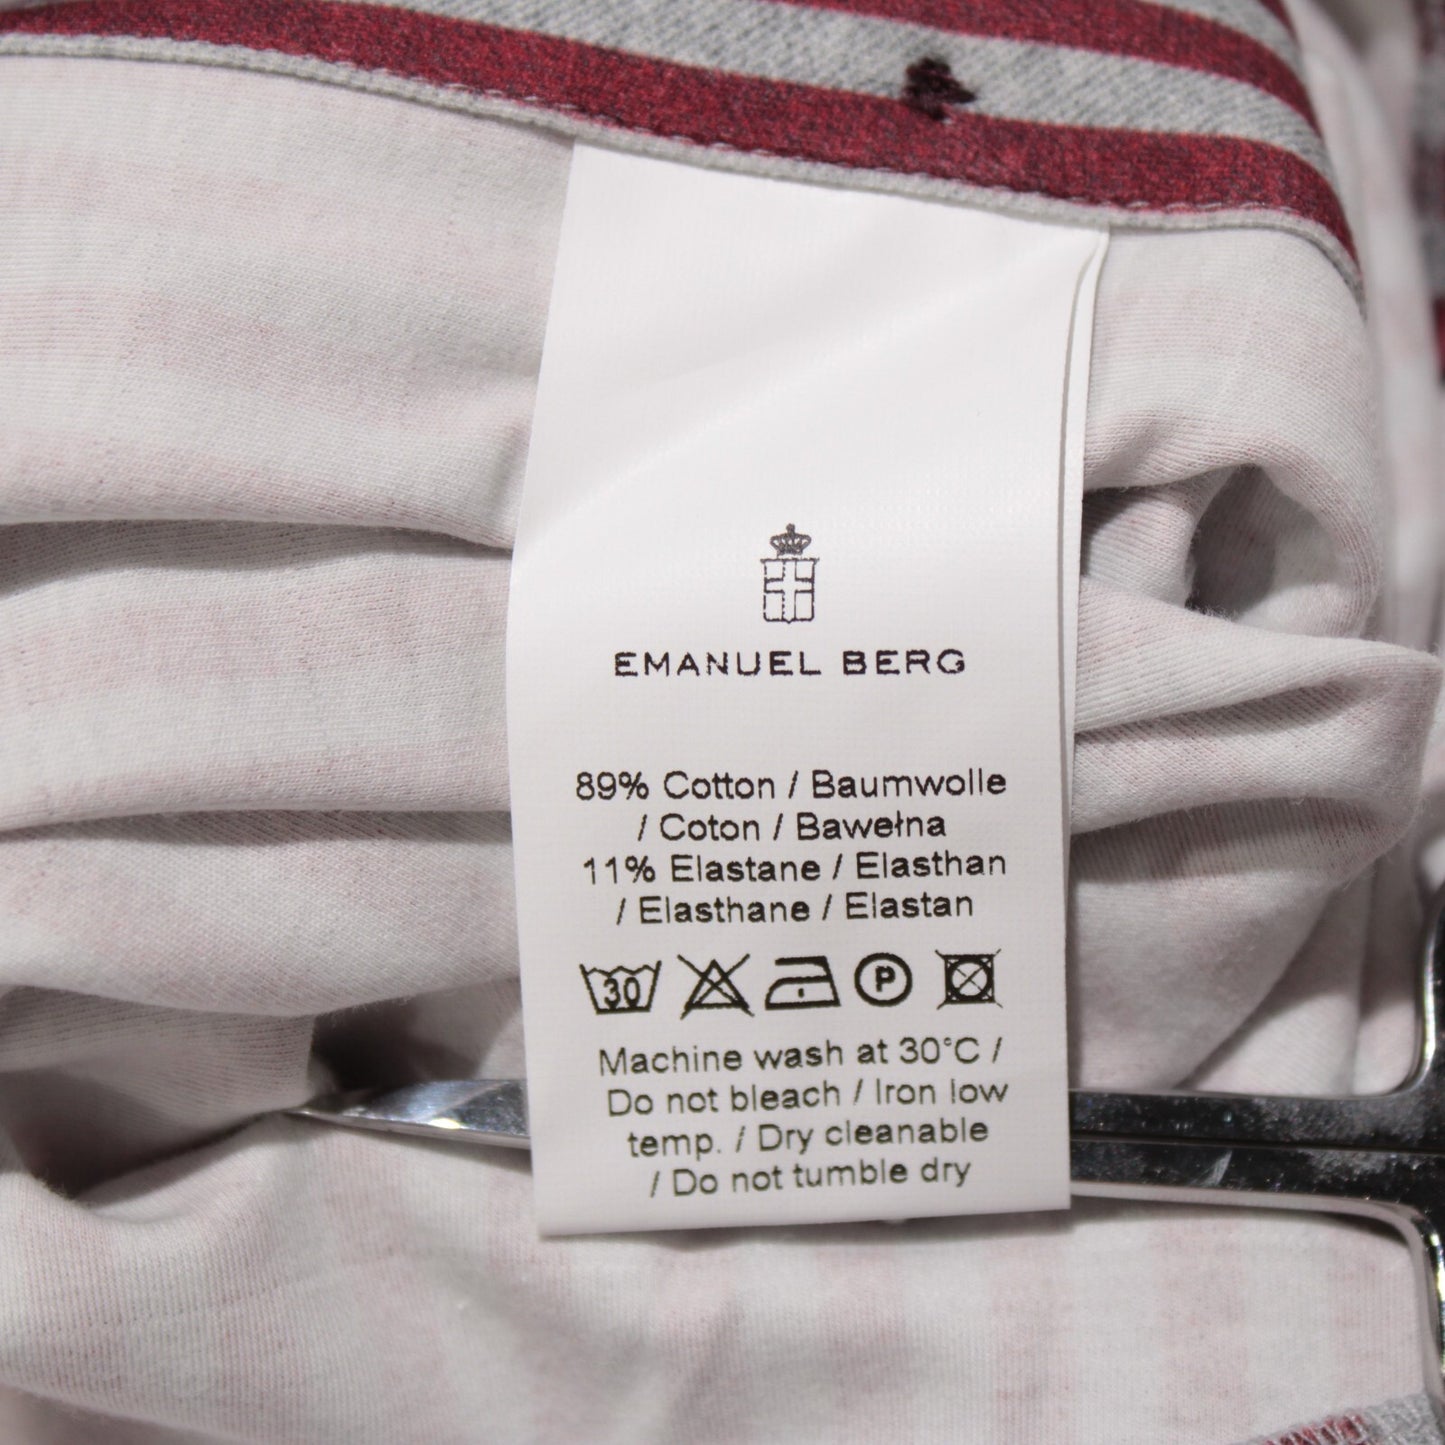 EMANUEL BERG
89% Cotton / Baumwolle
/ Coton / Bawełna
11% Elastane / Elasthan
/ Elasthane / Elastan
30 P
Machine wash at 30°C /
Do not bleach / Iron low
temp. / Dry cleanable
/ Do not tumble dry